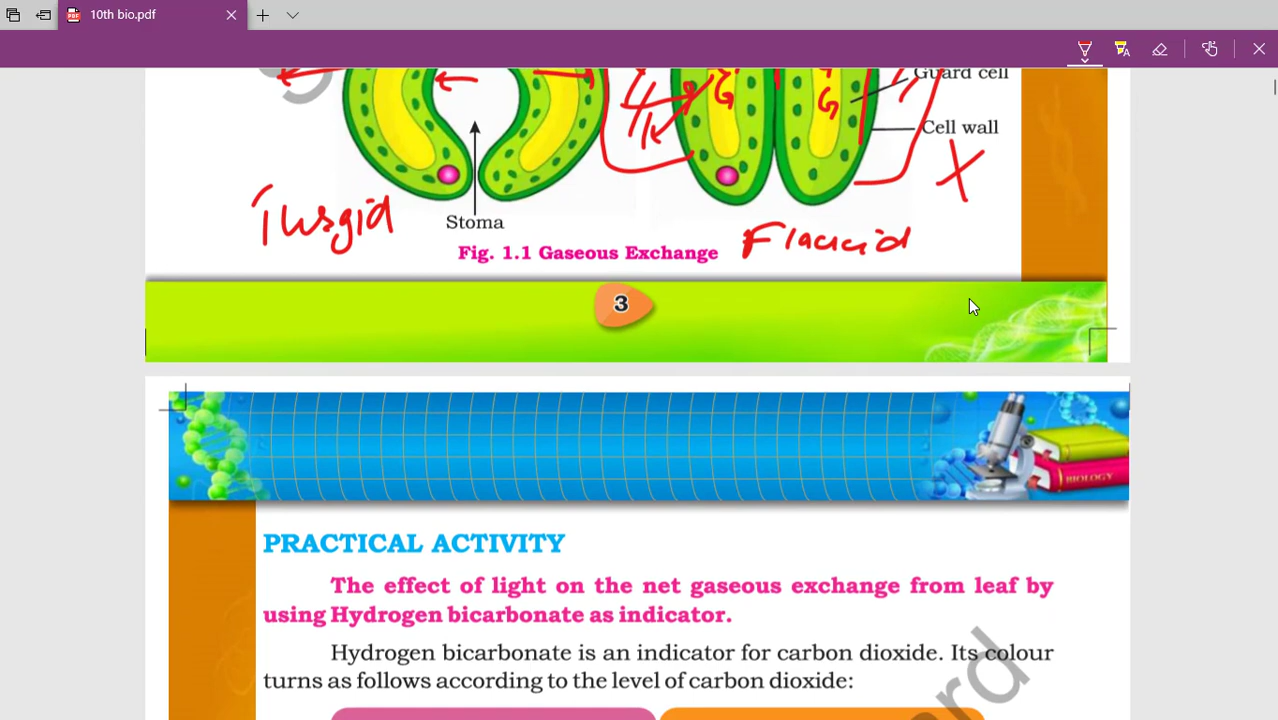 10th bio.pdf
Guard cell
Cell wall
Turgid
Stoma
Flaccid
Fig. 1.1 Gaseous Exchange
3
BIOLOGY
PRACTICAL ACTIVITY
The effect of light on the net gaseous exchange from leaf by
using Hydrogen bicarbonate as indicator.
Hydrogen bicarbonate is an indicator for carbon dioxide. Its colour
turns as follows according to the level of carbon dioxide: